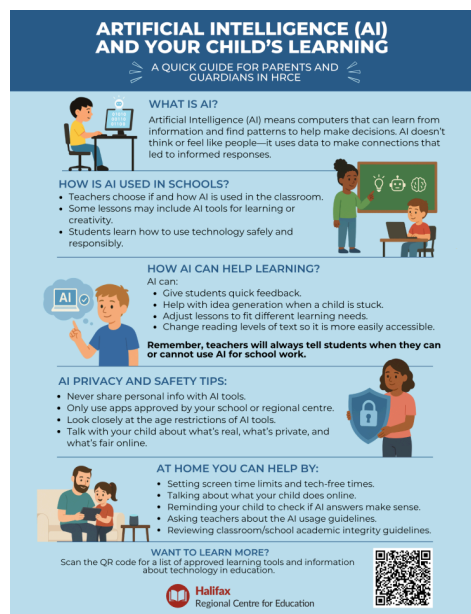 ARTIFICIAL INTELLIGENCE (AI)
AND YOUR CHILD'S LEARNING
A QUICK GUIDE FOR PARENTS AND
GUARDIANS IN HRCE
WHAT IS AI?
Artificial Intelligence (AI) means computers that can learn from
information and find patterns to help make decisions. AI doesn't
think or feel like people—it uses data to make connections that
led to informed responses.
HOW IS AI USED IN SCHOOLS?
• Teachers choose if and how AI is used in the classroom.
• Some lessons may include AI tools for learning or
creativity.
• Students learn how to use technology safely and
responsibly.
HOW AI CAN HELP LEARNING?
AI can:
• Give students quick feedback.
• Help with idea generation when a child is stuck.
• Adjust lessons to fit different learning needs.
• Change reading levels of text so it is more easily accessible.
Remember, teachers will always tell students when they can
or cannot use AI for school work.
AI
AI PRIVACY AND SAFETY TIPS:
• Never share personal info with AI tools.
• Only use apps approved by your school or regional centre.
• Look closely at the age restrictions of AI tools.
• Talk with your child about what's real, what's private, and
what's fair online.
AT HOME YOU CAN HELP BY:
• Setting screen time limits and tech-free times.
• Talking about what your child does online.
• Reminding your child to check if AI answers make sense.
• Asking teachers about the AI usage guidelines.
• Reviewing classroom/school academic integrity guidelines.
WANT TO LEARN MORE?
Scan the QR code for a list of approved learning tools and information
about technology in education.
Halifax
Regional Centre for Education